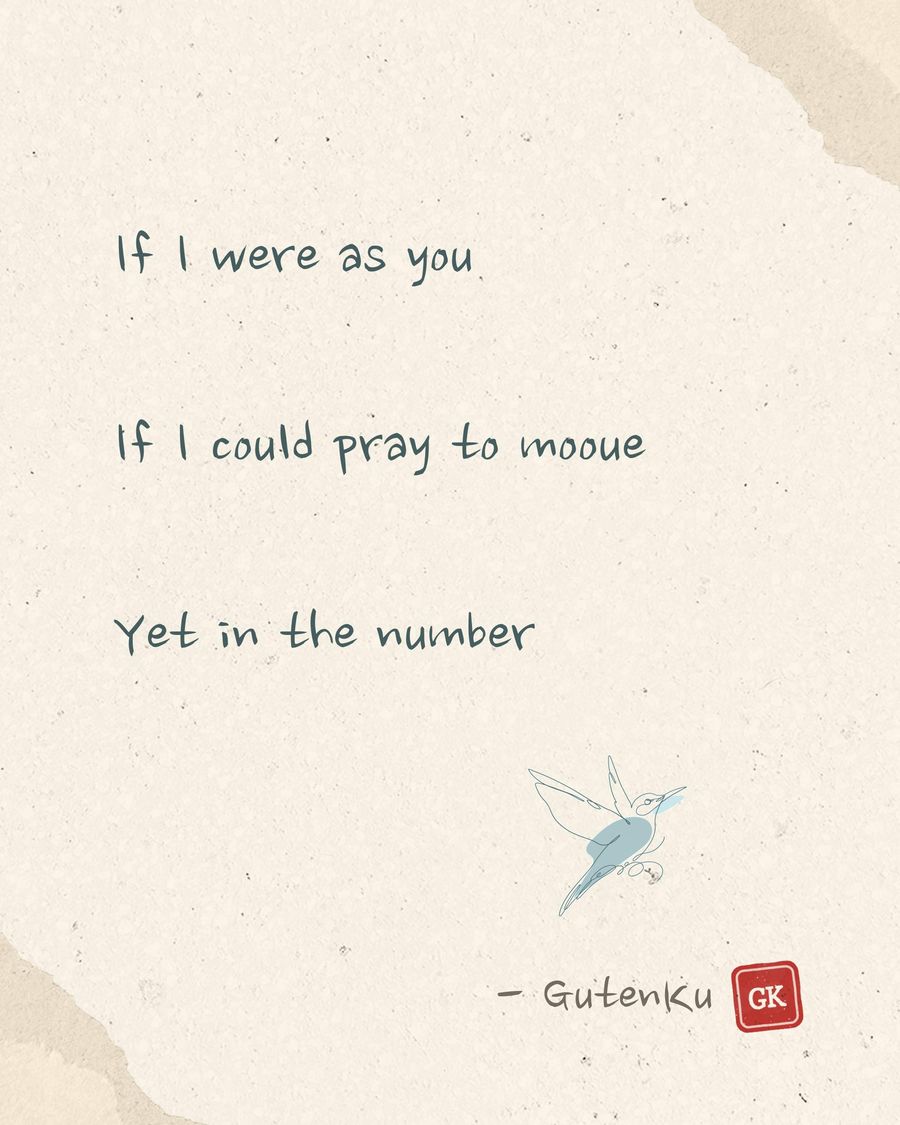 If I were as you
If I could pray to mooue
Yet in the number
- GutenKu
GK